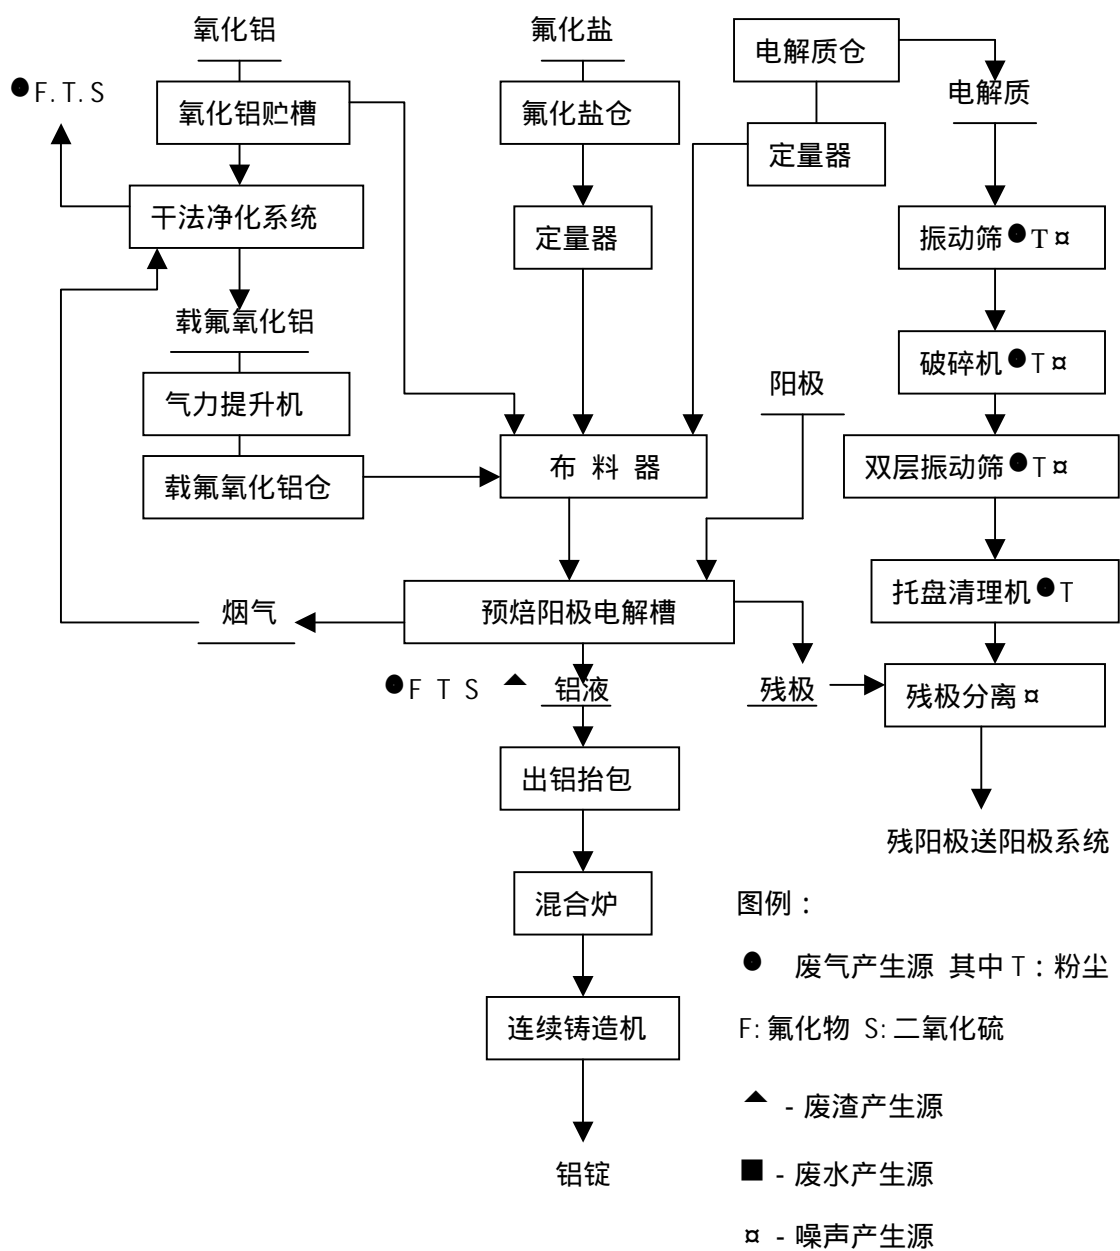 氧化铝
氟化盐
电解质仓
电解质
●F.T.S
氧化铝贮槽
氟化盐仓
定量器
干法净化系统
定量器
振动筛●T¤
载氟氧化铝
破碎机●T¤
气力提升机
阳极
载氟氧化铝仓
布 料 器
双层振动筛●T¤
托盘清理机●T
烟气
预焙阳极电解槽
●F T S ▲
铝液
残极
残极分离¤
出铝抬包
残阳极送阳极系统
混合炉
图例：
● 废气产生源 其中T：粉尘
连续铸造机
F:氟化物 S:二氧化硫
▲ -废渣产生源
铝锭
■ -废水产生源
¤ -噪声产生源